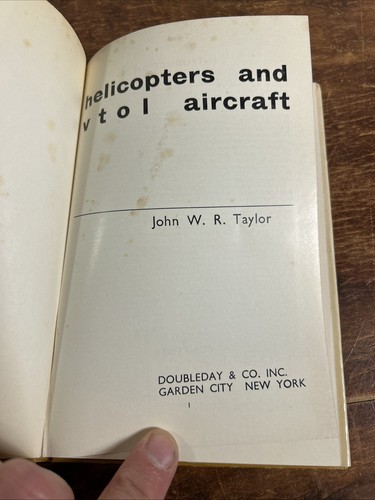 helicopters and
vtol aircraft
John W. R. Taylor
DOUBLEDAY & CO. INC.
GARDEN CITY NEW YORK
1